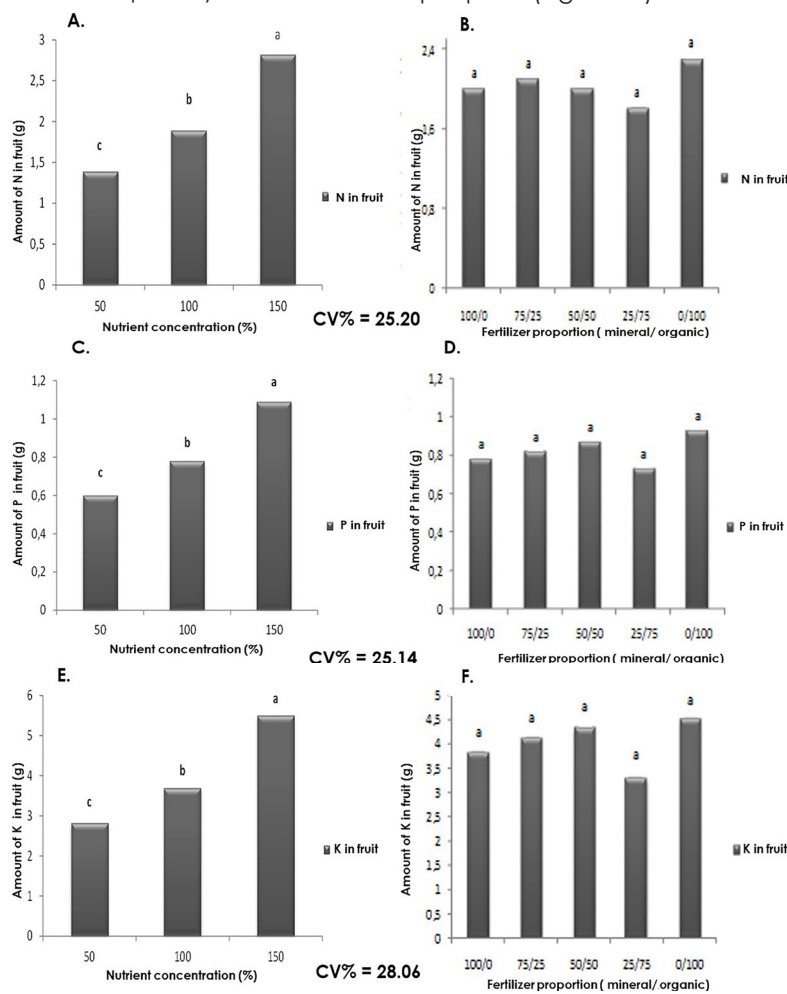 A.
3
2,5
2
1,5
1
0,5
0
Amount of N in fruit (g)
c
b
a
50 100 150
Nutrient concentration (%)
N in fruit
CV% = 25.20
B.
2,4
1,6
0,8
0
Amount of N in fruit (g)
a a a a a
100/0 75/25 50/50 25/75 0/100
Fertilizer proportion ( mineral/ organic)
N in fruit
C.
1,2
1
0,8
0,6
0,4
0,2
0
Amount of P in fruit (g)
c
b
a
50 100 150
Nutrient concentration (%)
P in fruit
CV% = 25.14
D.
1,2
1
0,8
0,6
0,4
0,2
0
Amount of P in fruit (g)
a a a a a
100/0 75/25 50/50 25/75 0/100
Fertilizer proportion ( mineral/ organic)
P in fruit
E.
6
5
4
3
2
1
0
Amount of K in fruit (g)
c
b
a
50 100 150
Nutrient concentration (%)
K in fruit
CV% = 28.06
F.
5
4,5
4
3,5
3
2,5
2
1,5
1
0,5
0
Amount of K in fruit (g)
a a a a a
100/0 75/25 50/50 25/75 0/100
Fertilizer proportion ( mineral/ organic)
K in fruit